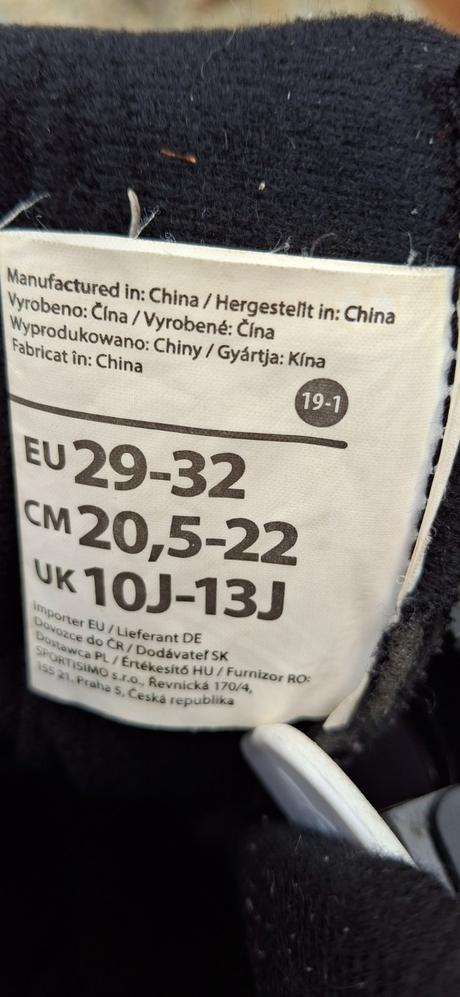 Manufactured in: China / Hergestellt in: China
Vyrobeno: Čína / Vyrobené: Čína
Wyprodukowano: Chiny / Gyártja: Kína
Fabricat în: China
19-1
EU 29-32
CM 20,5-22
UK 10J-13J
Importer EU / Lieferant DE
Dovozce do ČR / Dodávateľ SK
Dostawca PL / Értékesítő HU / Furnizor RO:
SPORTISIMO s.r.o., Řevnická 170/4,
155 21, Praha 5, Česká republika